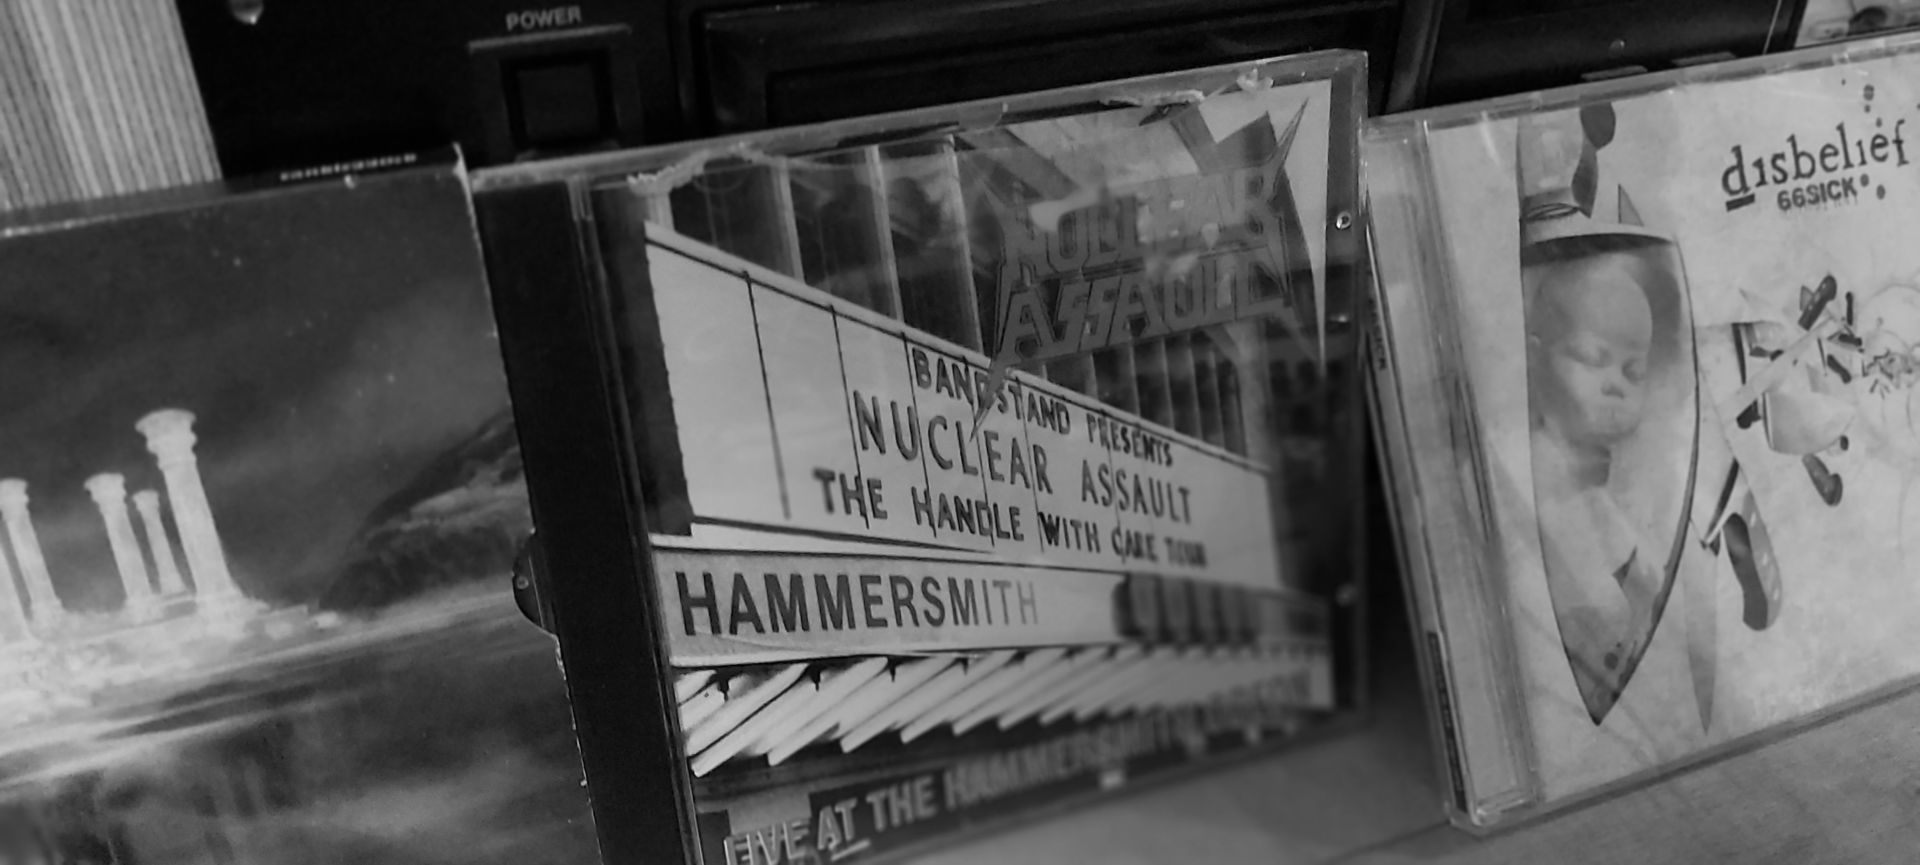 POWER
NUCLEAR
ASSAULT
BANDSTAND PRESENTS
NUCLEAR ASSAULT
THE HANDLE WITH CARE TOUR
HAMMERSMITH
LIVE AT THE HAMMERSMITH ODEON
disbelief
66SICK